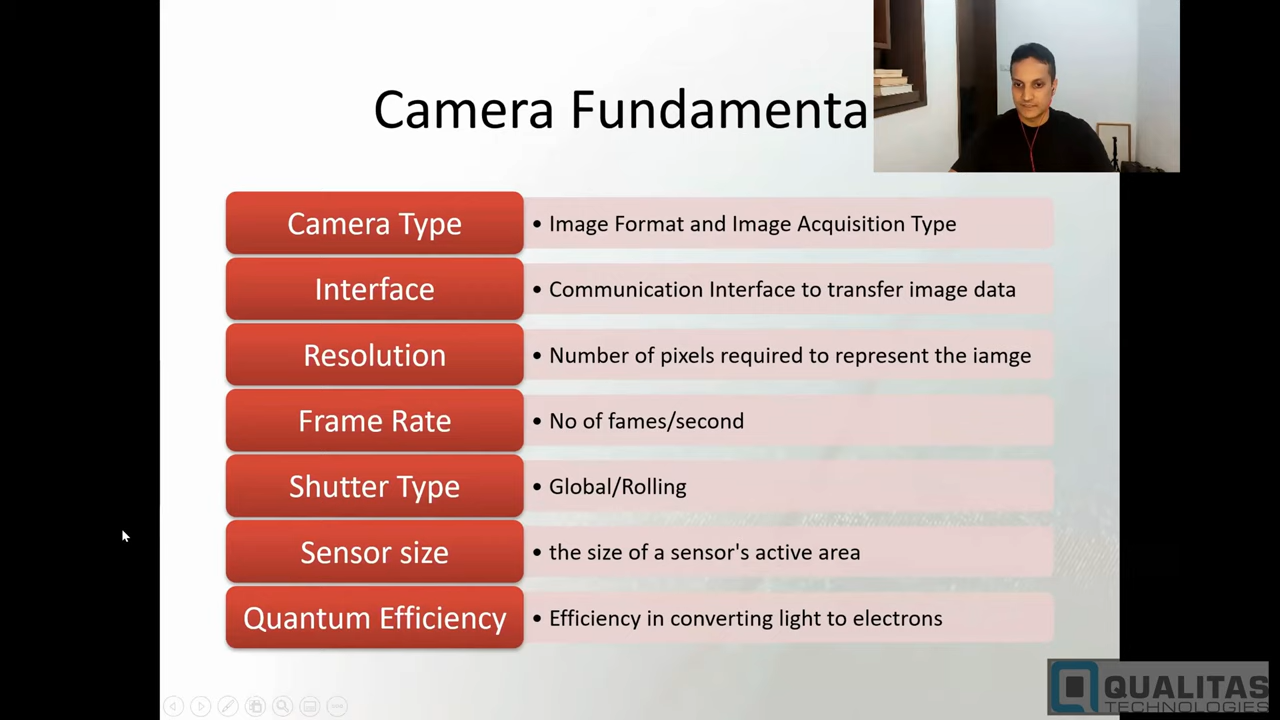 Camera Fundamenta
Camera Type
• Image Format and Image Acquisition Type
Interface
• Communication Interface to transfer image data
Resolution
• Number of pixels required to represent the iamge
Frame Rate
• No of fames/second
Shutter Type
• Global/Rolling
Sensor size
• the size of a sensor's active area
Quantum Efficiency
• Efficiency in converting light to electrons
QUALITAS
TECHNOLOGIES